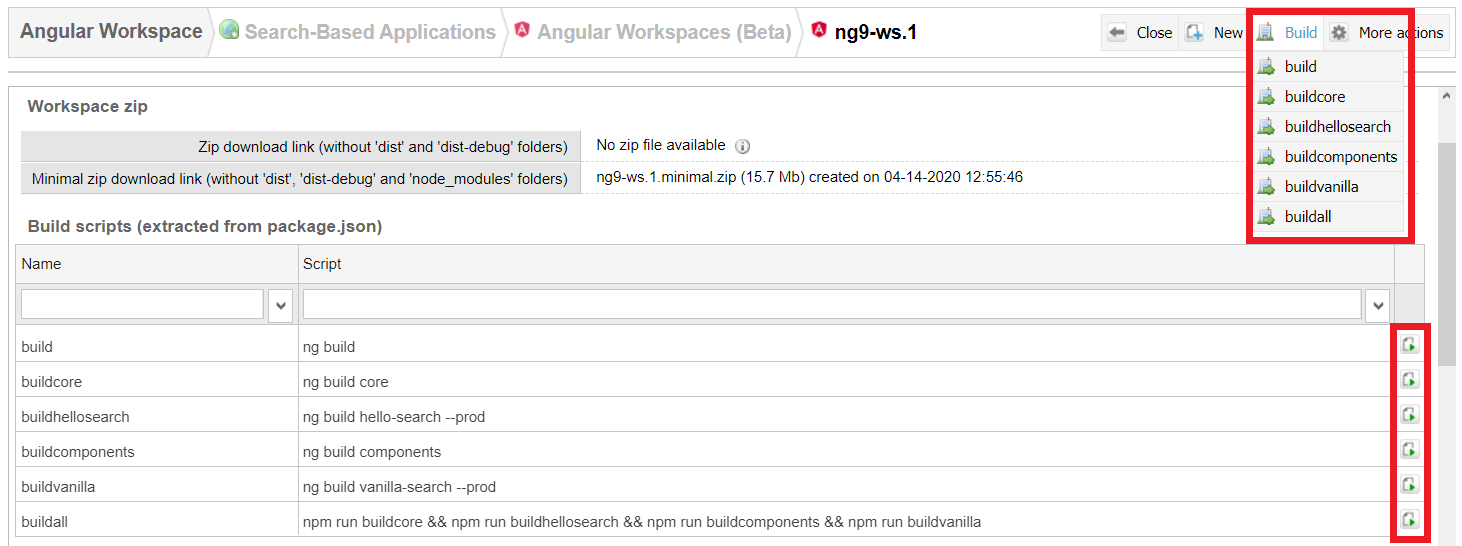 Angular Workspace Search-Based Applications Angular Workspaces (Beta) ng9-ws.1 Close New Build More actions
build
buildcore
buildhellosearch
buildcomponents
buildvanilla
buildall
Workspace zip
Zip download link (without 'dist' and 'dist-debug' folders) No zip file available
Minimal zip download link (without 'dist', 'dist-debug' and 'node_modules' folders) ng9-ws.1.minimal.zip (15.7 Mb) created on 04-14-2020 12:55:46
Build scripts (extracted from package.json)
Name Script
build ng build
buildcore ng build core
buildhellosearch ng build hello-search --prod
buildcomponents ng build components
buildvanilla ng build vanilla-search --prod
buildall npm run buildcore && npm run buildhellosearch && npm run buildcomponents && npm run buildvanilla